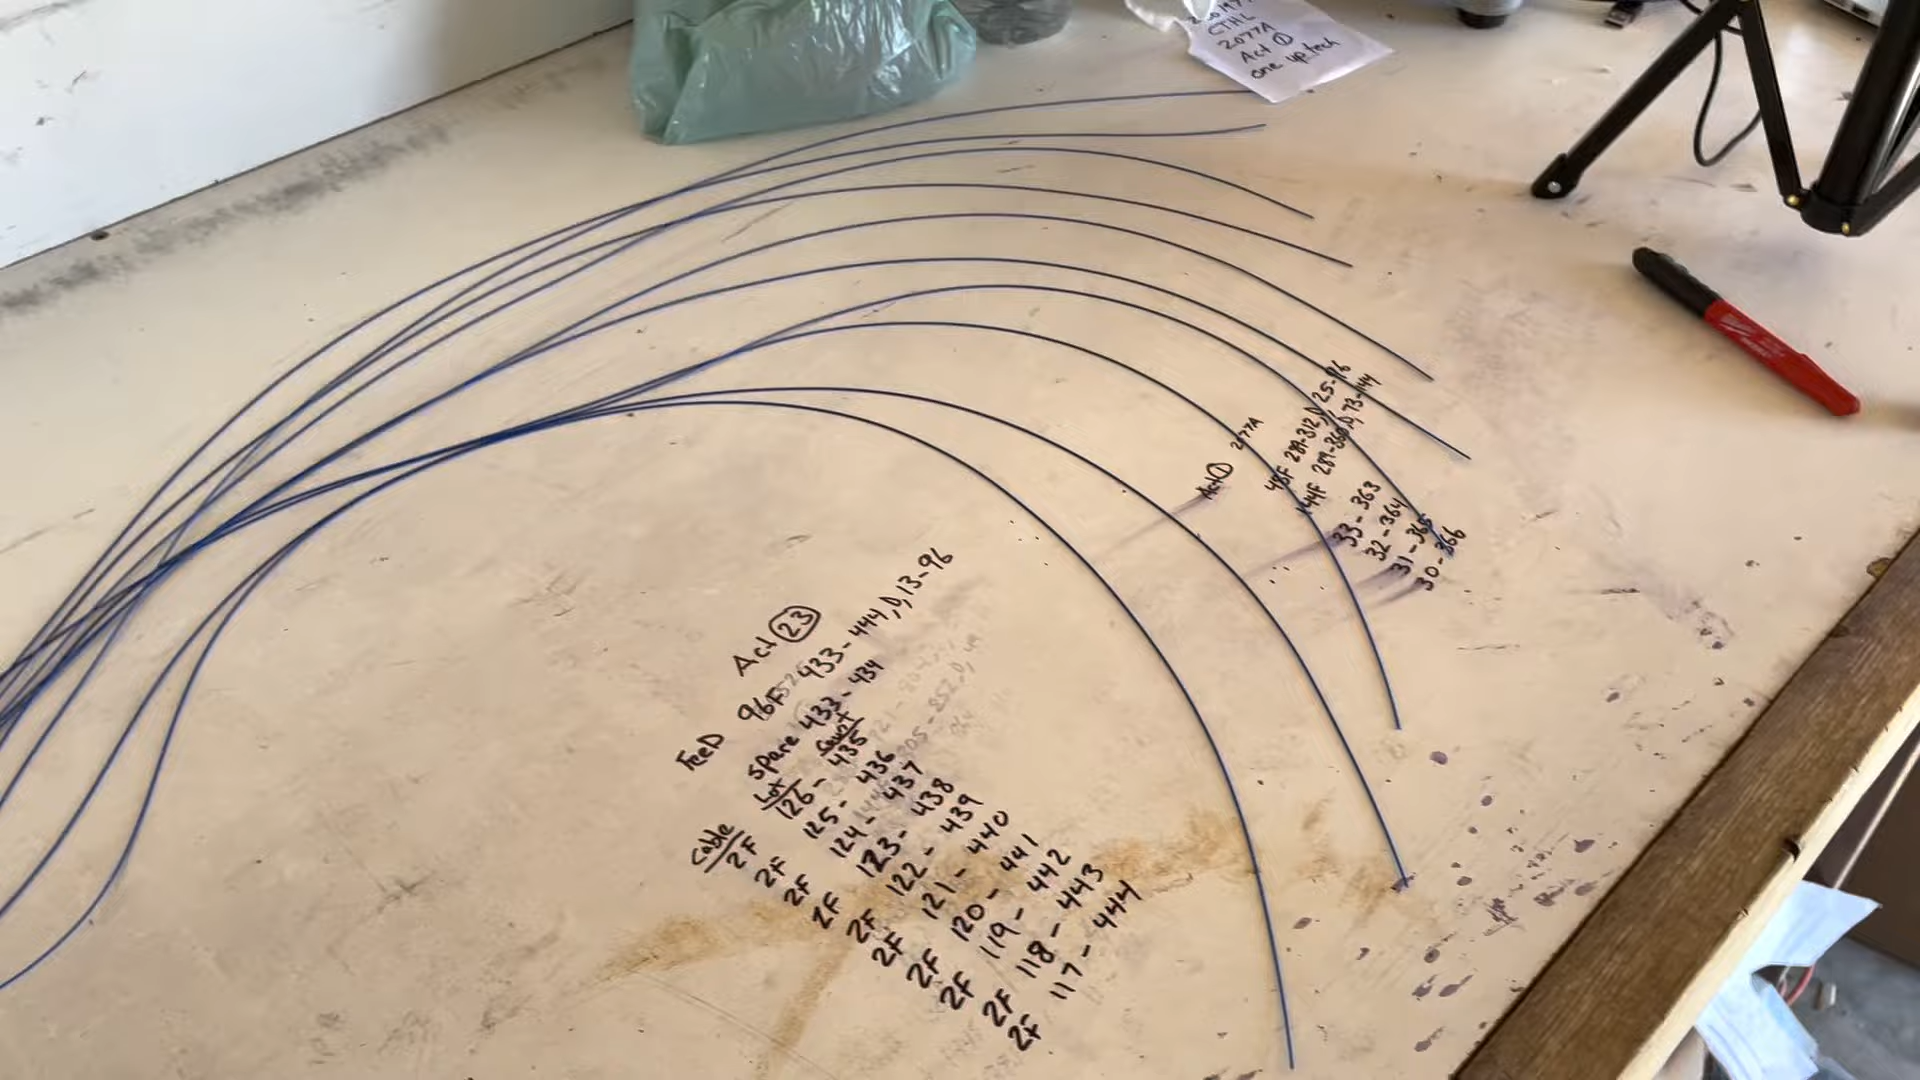 CTHL
2077A
Act ①
one up tech
Act ① 2077A
48F 289-312, D, 25-96
144F 289-360, D, 73-144
33 - 363
32 - 364
31 - 365
30 - 366
Act 23
FeeD 96F 433-444, D, 13-96
spare 433-434
Cable Lot Count
2F 126 - 435
2F 125 - 436
2F 124 - 437
2F 123 - 438
2F 122 - 439
2F 121 - 440
2F 120 - 441
2F 119 - 442
2F 118 - 443
2F 117 - 444